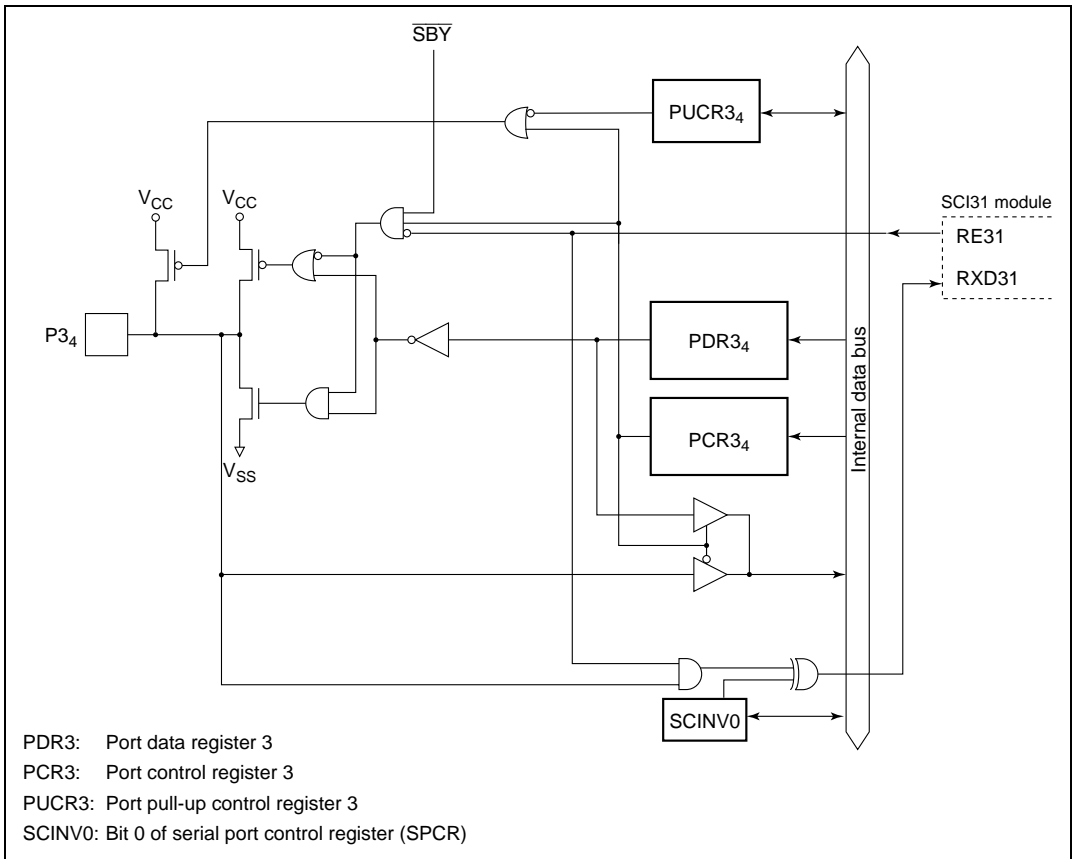 SBY
PUCR3₄
V_CC V_CC
SCI31 module
RE31
RXD31
P3₄
PDR3₄
PCR3₄
Internal data bus
V_SS
SCINV0
PDR3: Port data register 3
PCR3: Port control register 3
PUCR3: Port pull-up control register 3
SCINV0: Bit 0 of serial port control register (SPCR)